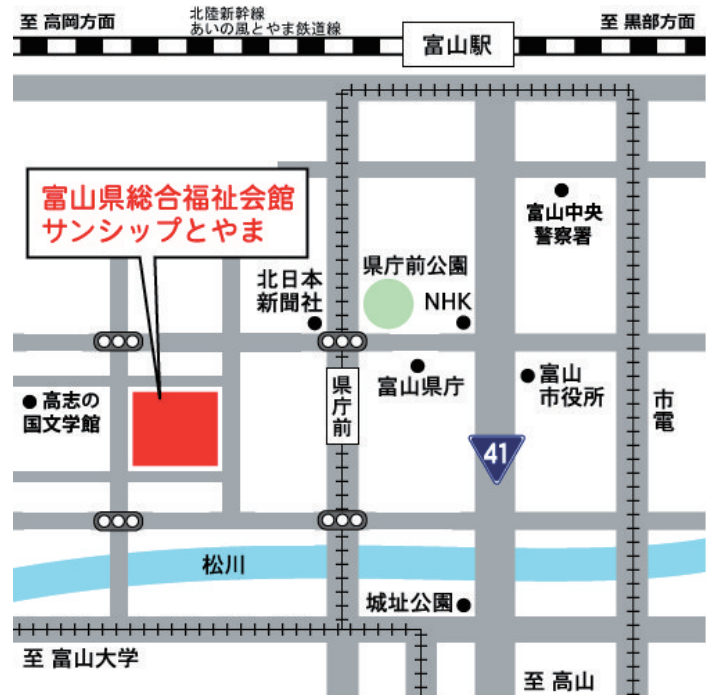 至 高岡方面
北陸新幹線
あいの風とやま鉄道線
富山駅
至 黒部方面
富山県総合福祉会館
サンシップとやま
富山中央
警察署
北日本
新聞社
県庁前公園
NHK
高志の
国文学館
県庁前
富山県庁
富山
市役所
市電
41
松川
城址公園
至 富山大学
至 高山